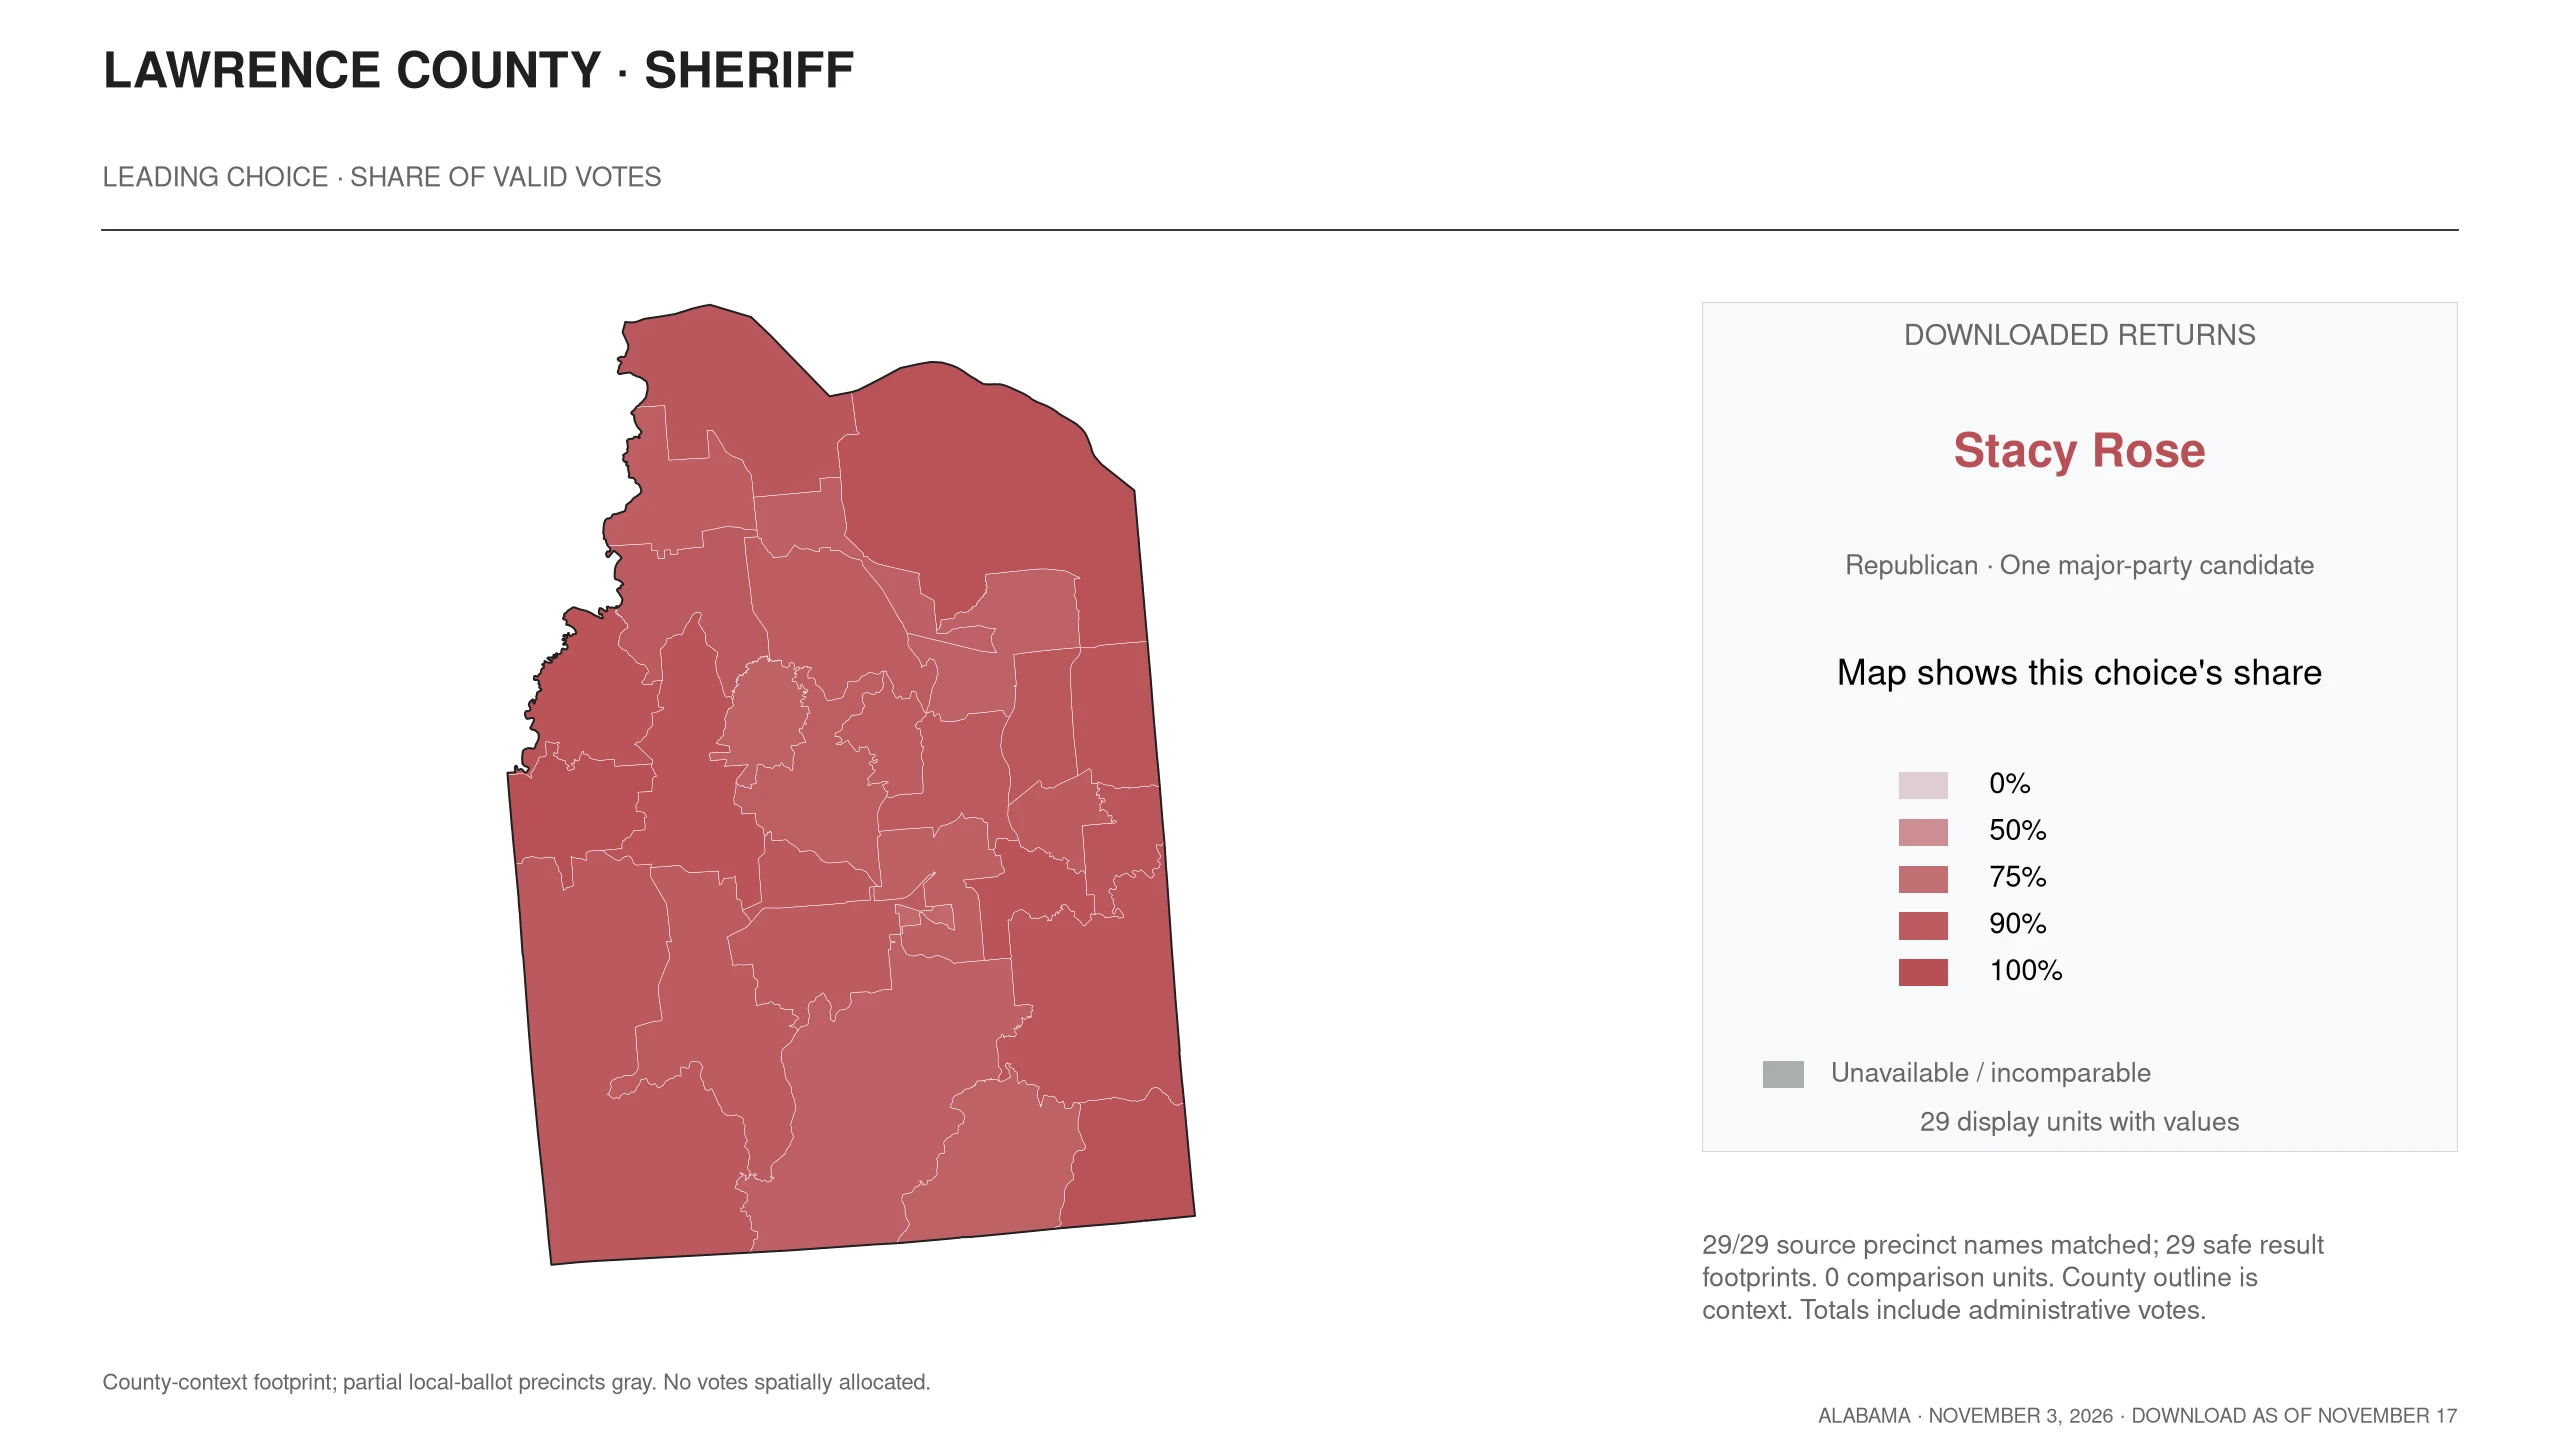 LAWRENCE COUNTY · SHERIFF
LEADING CHOICE · SHARE OF VALID VOTES
DOWNLOADED RETURNS
Stacy Rose
Republican · One major-party candidate
Map shows this choice's share
0%
50%
75%
90%
100%
Unavailable / incomparable
29 display units with values
29/29 source precinct names matched; 29 safe result
footprints. 0 comparison units. County outline is
context. Totals include administrative votes.
County-context footprint; partial local-ballot precincts gray. No votes spatially allocated.
ALABAMA · NOVEMBER 3, 2026 · DOWNLOAD AS OF NOVEMBER 17